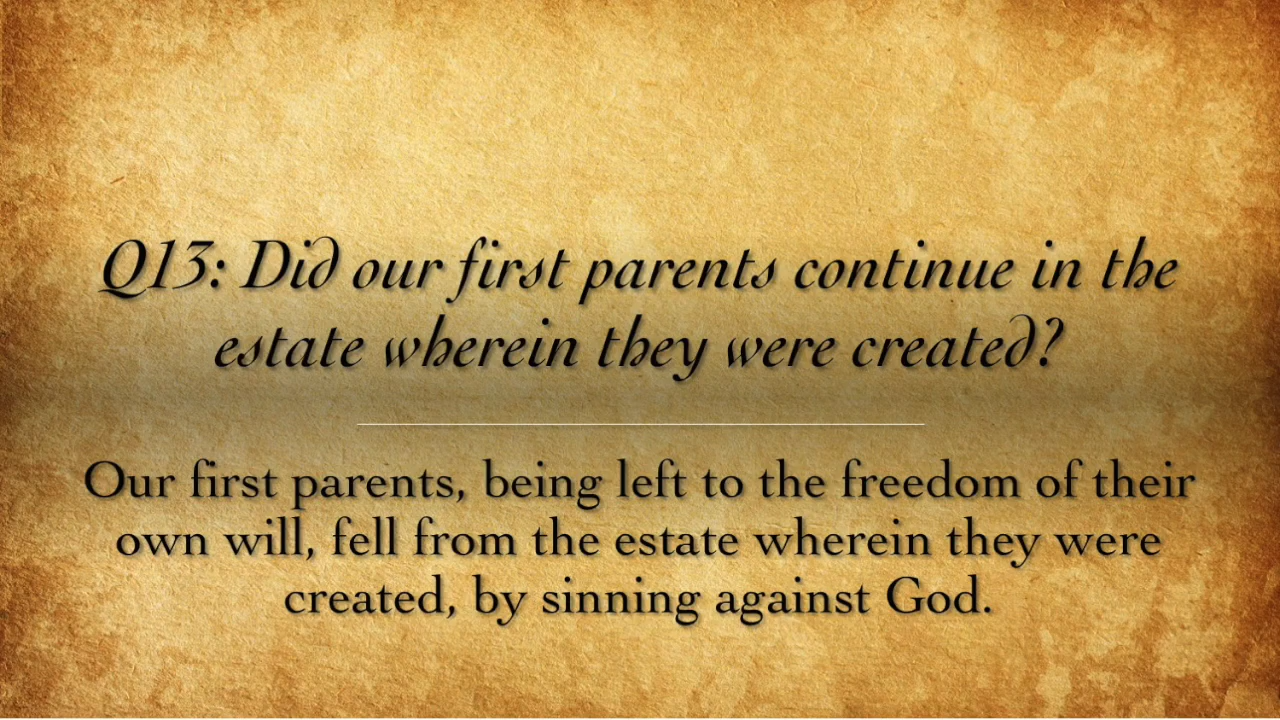 Q13: Did our first parents continue in the
estate wherein they were created?
Our first parents, being left to the freedom of their
own will, fell from the estate wherein they were
created, by sinning against God.